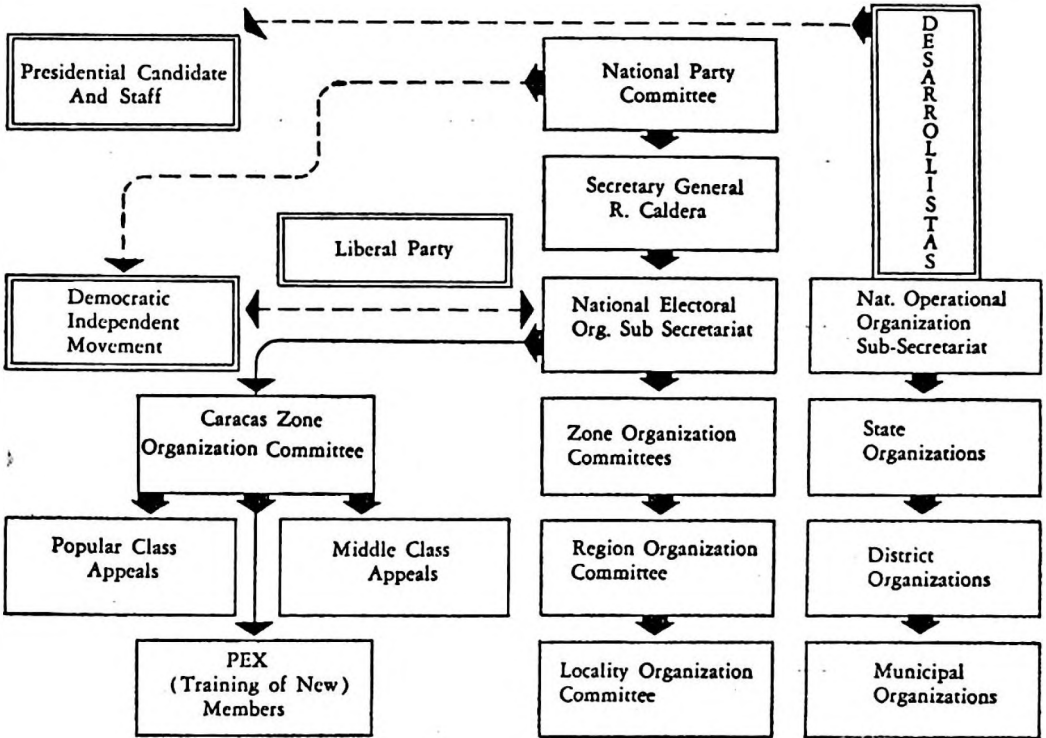 Presidential Candidate
And Staff
National Party
Committee
DESARROLLISTAS
Secretary General
R. Caldera
Liberal Party
Democratic
Independent
Movement
National Electoral
Org. Sub Secretariat
Nat. Operational
Organization
Sub-Secretariat
Caracas Zone
Organization Committee
Zone Organization
Committees
State
Organizations
Popular Class
Appeals
Middle Class
Appeals
Region Organization
Committee
District
Organizations
PEX
(Training of New)
Members
Locality Organization
Committee
Municipal
Organizations